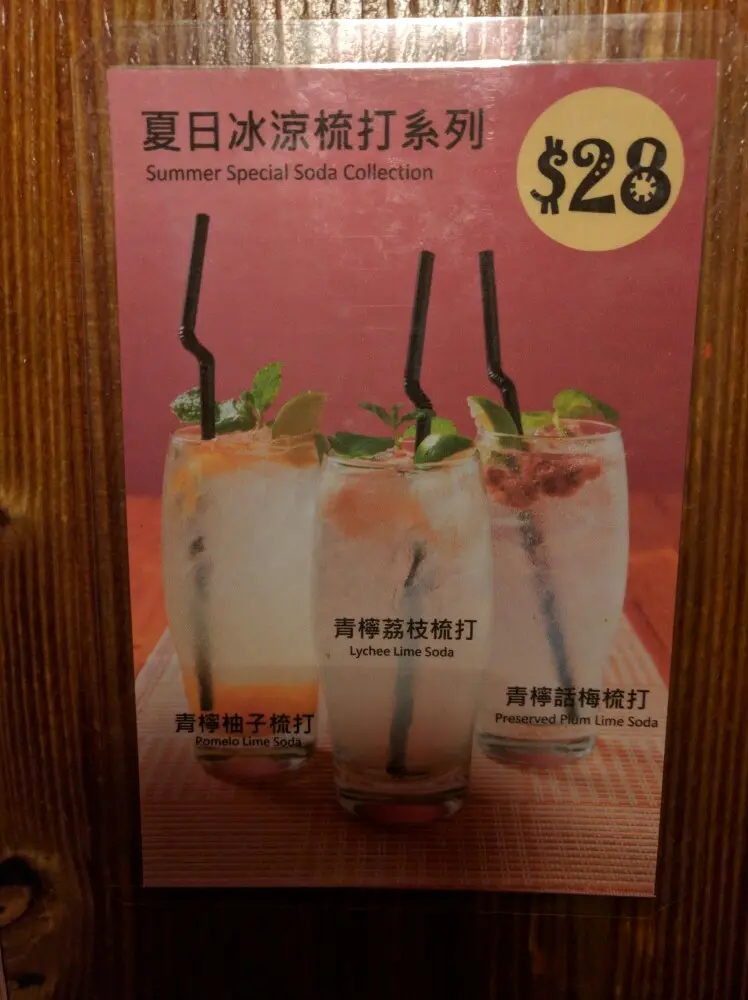 夏日冰涼梳打系列
Summer Special Soda Collection
$28
青檸荔枝梳打
Lychee Lime Soda
青檸話梅梳打
Preserved Plum Lime Soda
青檸柚子梳打
Pomelo Lime Soda